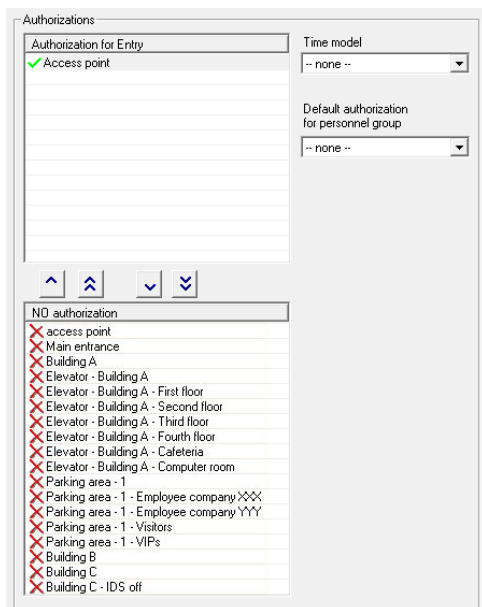 Authorizations
Authorization for Entry
Access point
Time model
-- none --
Default authorization
for personnel group
-- none --
NO authorization
access point
Main entrance
Building A
Elevator - Building A
Elevator - Building A - First floor
Elevator - Building A - Second floor
Elevator - Building A - Third floor
Elevator - Building A - Fourth floor
Elevator - Building A - Cafeteria
Elevator - Building A - Computer room
Parking area - 1
Parking area - 1 - Employee company XXX
Parking area - 1 - Employee company YYY
Parking area - 1 - Visitors
Parking area - 1 - VIPs
Building B
Building C
Building C - IDS off